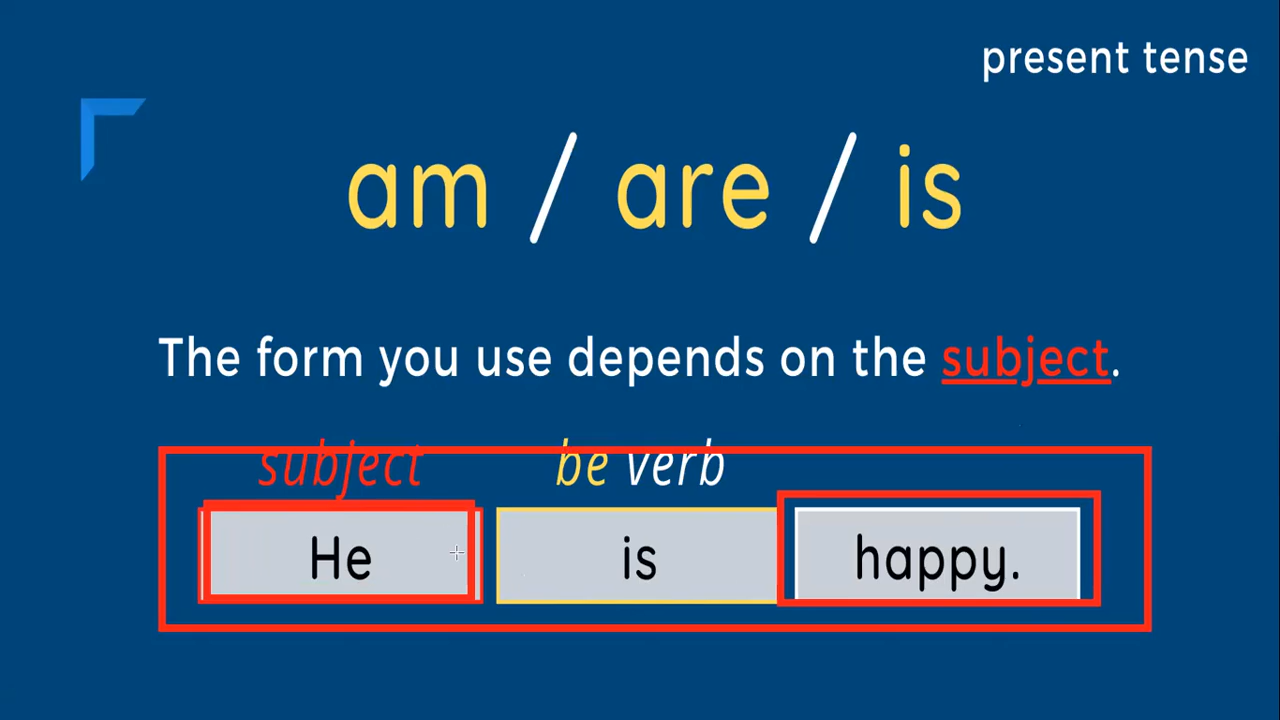 present tense
am / are / is
The form you use depends on the subject.
subject be verb
He is happy.